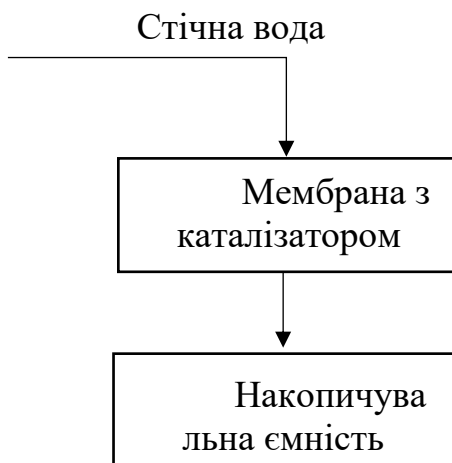 Стічна вода
Мембрана з
каталізатором
Накопичува
льна ємність